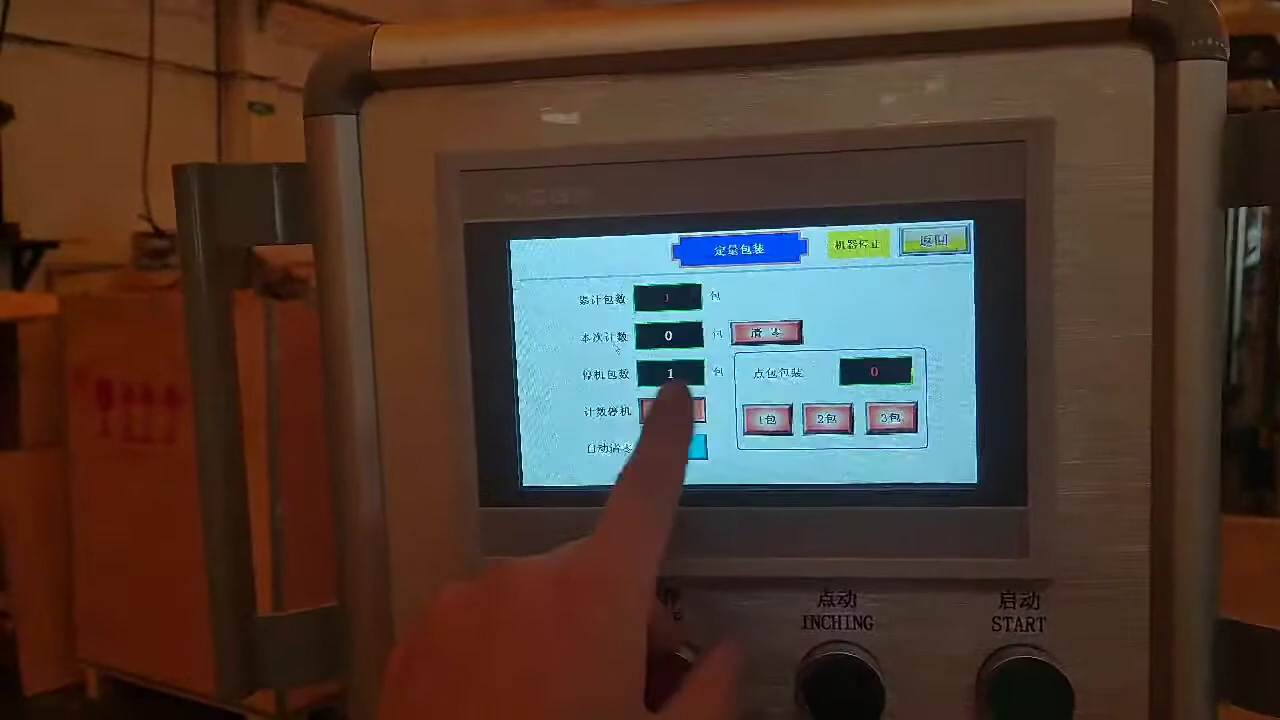 定量包装 机器停止 返回
累计包数 1 包
本次计数 0 包 清零
停机包数 1 包 点包包装 0
计数停机 1包 2包 3包
自动清零
停 点动 启动
INCHING START